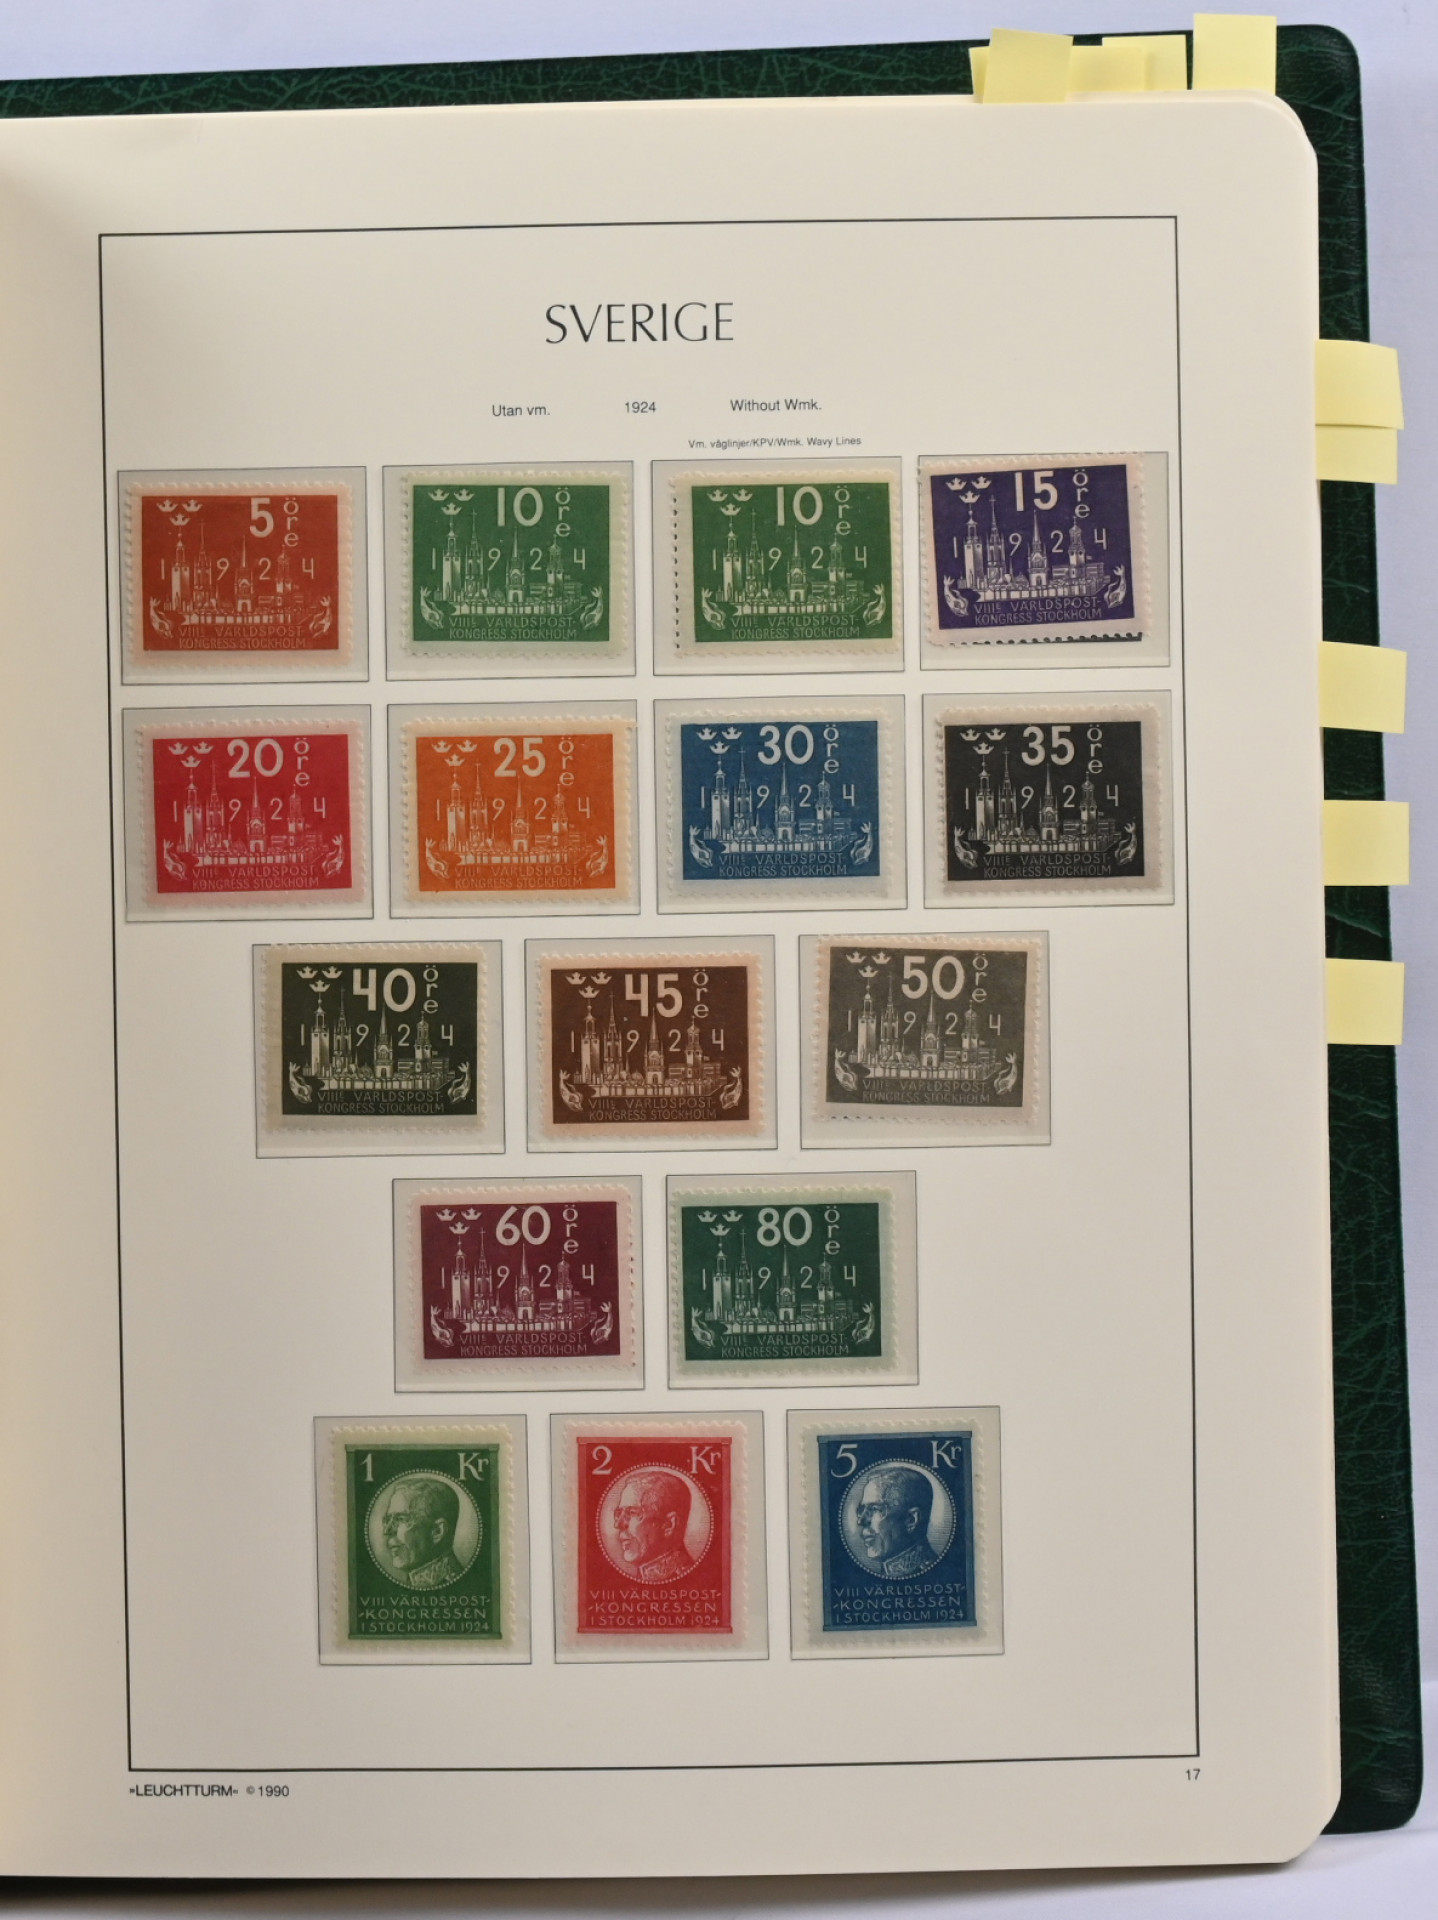 SVERIGE
Utan vm. 1924 Without Wmk.
Vm. våglinjer/KPV/Wmk. Wavy Lines
5 öre
1924
VIIIE VÄRLDSPOST-
KONGRESS STOCKHOLM
10 öre
1924
VIIIE VÄRLDSPOST-
KONGRESS STOCKHOLM
10 öre
1924
VIIIE VÄRLDSPOST-
KONGRESS STOCKHOLM
15 öre
1924
VIIIE VÄRLDSPOST-
KONGRESS STOCKHOLM
20 öre
1924
VIIIE VÄRLDSPOST-
KONGRESS STOCKHOLM
25 öre
1924
VIIIE VÄRLDSPOST-
KONGRESS STOCKHOLM
30 öre
1924
VIIIE VÄRLDSPOST-
KONGRESS STOCKHOLM
35 öre
1924
VIIIE VÄRLDSPOST-
KONGRESS STOCKHOLM
40 öre
1924
VIIIE VÄRLDSPOST-
KONGRESS STOCKHOLM
45 öre
1924
VIIIE VÄRLDSPOST-
KONGRESS STOCKHOLM
50 öre
1924
VIIIE VÄRLDSPOST-
KONGRESS STOCKHOLM
60 öre
1924
VIIIE VÄRLDSPOST-
KONGRESS STOCKHOLM
80 öre
1924
VIIIE VÄRLDSPOST-
KONGRESS STOCKHOLM
1 Kr
VIII VÄRLDSPOST-
-KONGRESSEN
I STOCKHOLM 1924
2 Kr
VIII VÄRLDSPOST-
-KONGRESSEN
I STOCKHOLM 1924
5 Kr
VIII VÄRLDSPOST-
-KONGRESSEN
I STOCKHOLM 1924
»LEUCHTTURM« © 1990
17